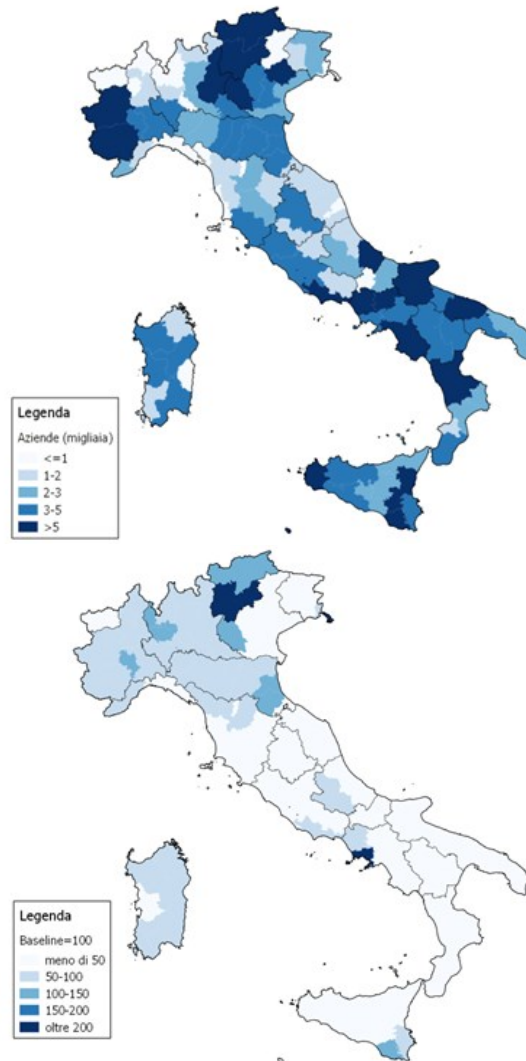 Legenda
Aziende (migliaia)
<=1
1-2
2-3
3-5
>5
Legenda
Baseline=100
meno di 50
50-100
100-150
150-200
oltre 200